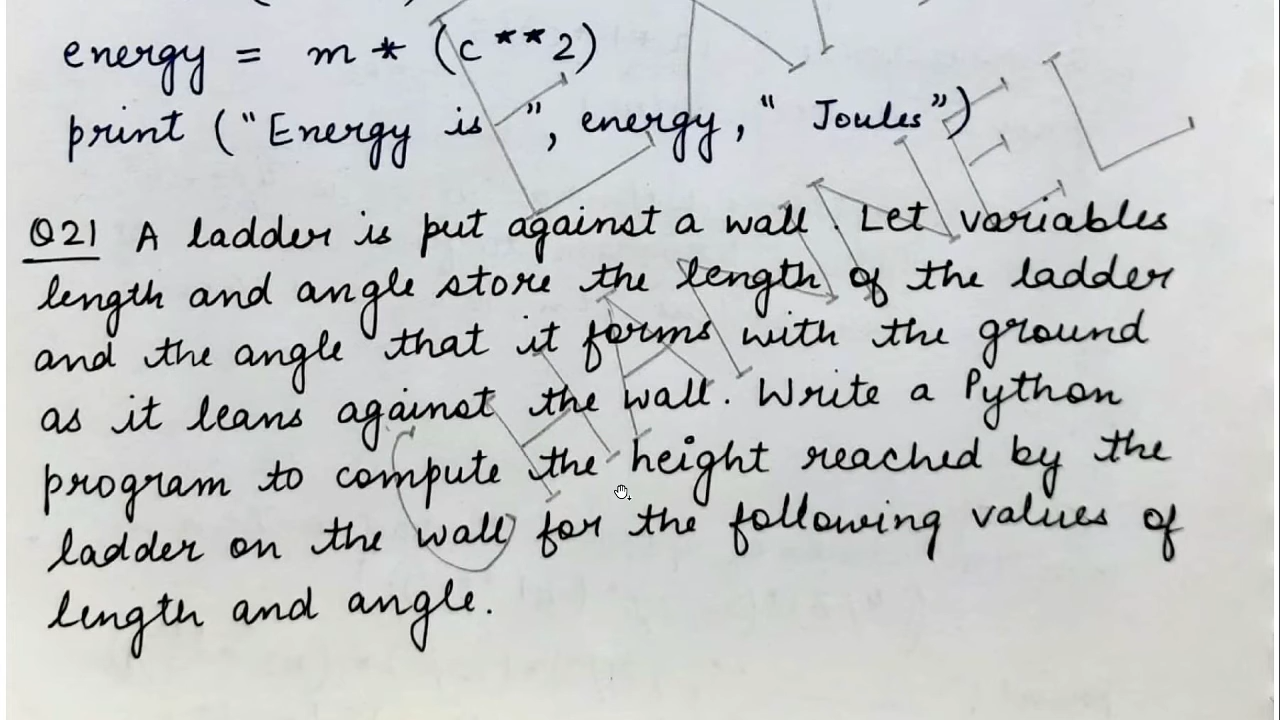 energy = m * (c**2)
print ("Energy is ", energy, " Joules")
Q21 A ladder is put against a wall. Let variables
length and angle store the length of the ladder
and the angle that it forms with the ground
as it leans against the wall. Write a Python
program to compute the height reached by the
ladder on the wall for the following values of
length and angle.